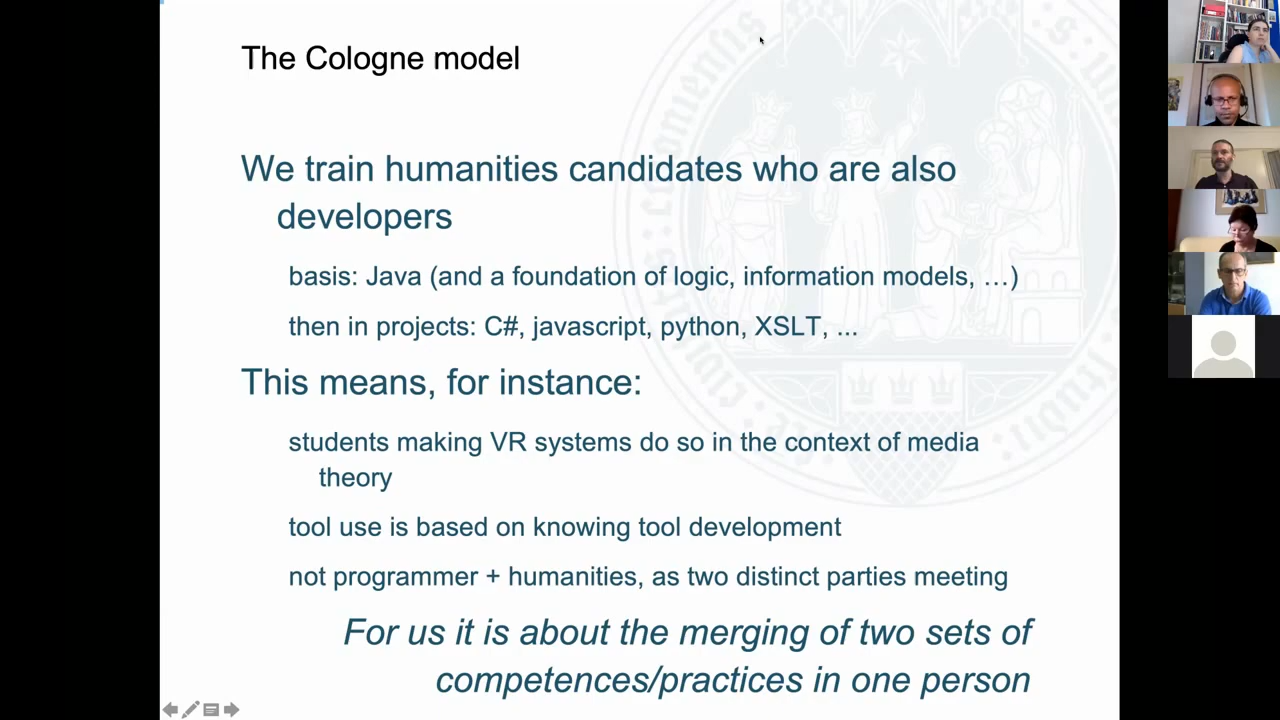 The Cologne model
We train humanities candidates who are also
developers
basis: Java (and a foundation of logic, information models, …)
then in projects: C#, javascript, python, XSLT, ...
This means, for instance:
students making VR systems do so in the context of media
theory
tool use is based on knowing tool development
not programmer + humanities, as two distinct parties meeting
For us it is about the merging of two sets of
competences/practices in one person